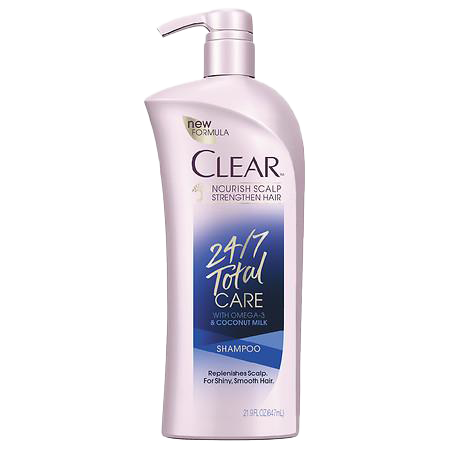 new
FORMULA
CLEAR™
NOURISH SCALP
STRENGTHEN HAIR
24/7
Total
CARE
WITH OMEGA-3
& COCONUT MILK
SHAMPOO
Replenishes Scalp.
For Shiny, Smooth Hair.
21.9 FL OZ (647mL)